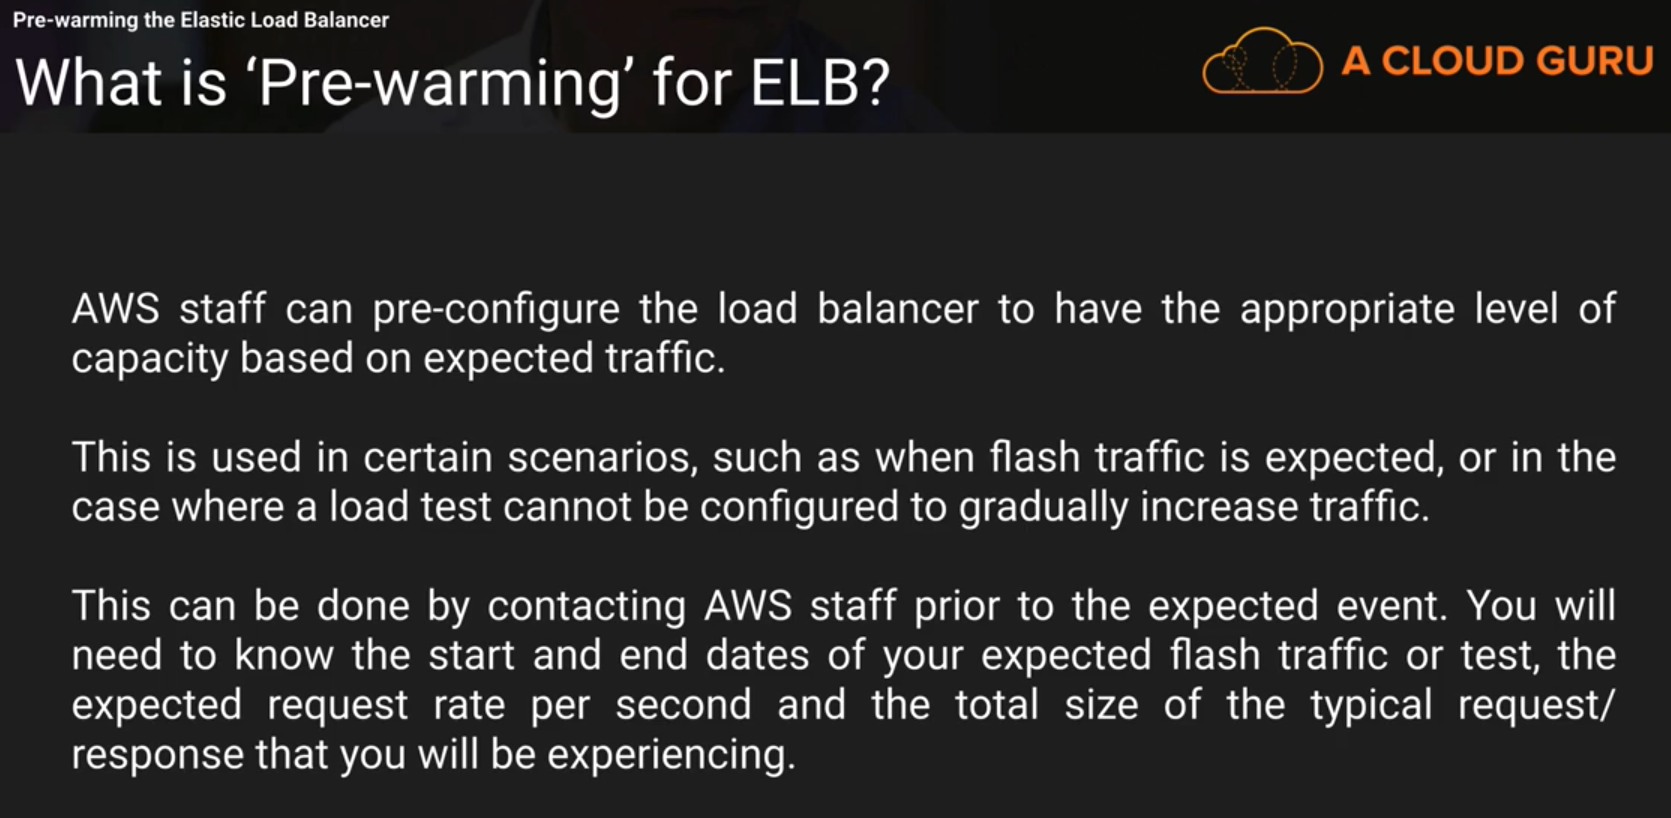 Pre-warming the Elastic Load Balancer
What is ‘Pre-warming’ for ELB?
A CLOUD GURU
AWS staff can pre-configure the load balancer to have the appropriate level of
capacity based on expected traffic.
This is used in certain scenarios, such as when flash traffic is expected, or in the
case where a load test cannot be configured to gradually increase traffic.
This can be done by contacting AWS staff prior to the expected event. You will
need to know the start and end dates of your expected flash traffic or test, the
expected request rate per second and the total size of the typical request/
response that you will be experiencing.